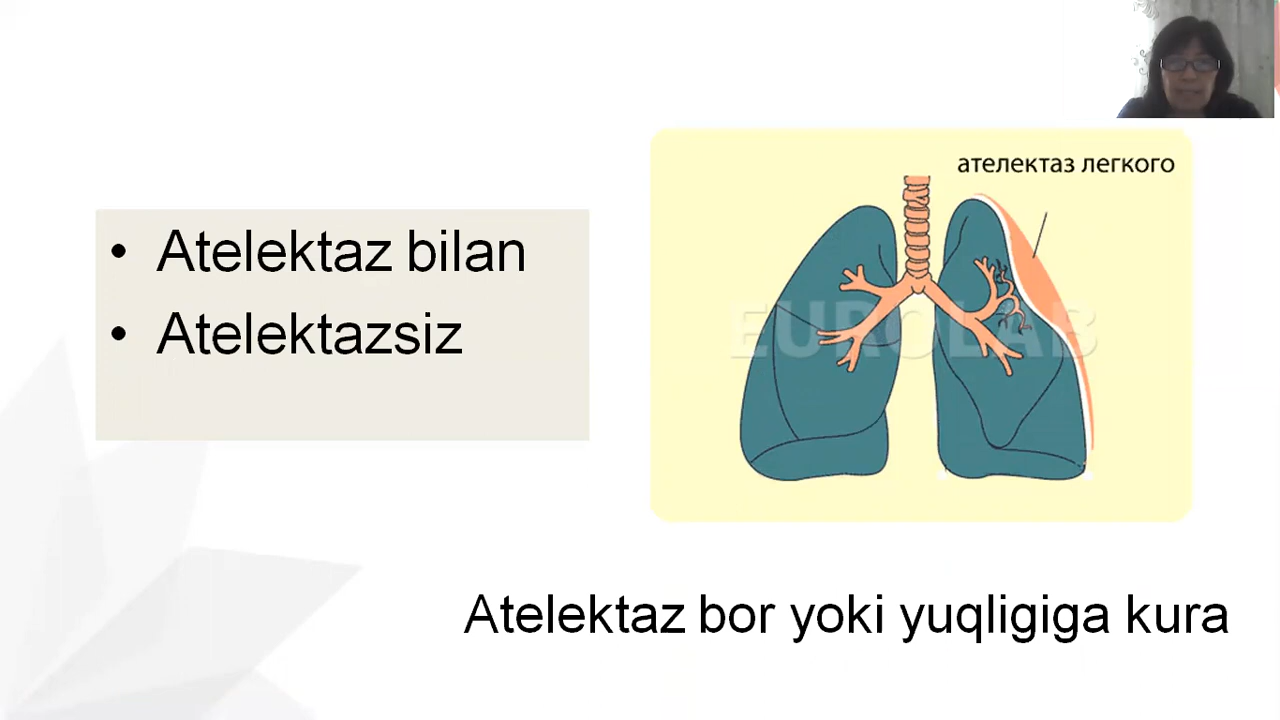 • Atelektaz bilan
• Atelektazsiz
ателектаз легкого
EUROLAB
Atelektaz bor yoki yuqligiga kura